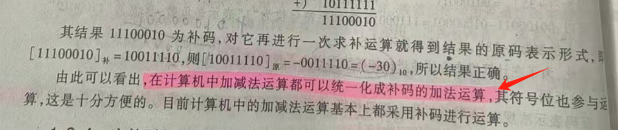 +) 10111111
11100010
其结果 11100010 为补码,对它再进行一次求补运算就得到结果的原码表示形式,即
[11100010]补=10011110,则[10011110]原=-0011110=(-30)10,所以结果正确。
由此可以看出,在计算机中加减法运算都可以统一化成补码的加法运算,其符号位也参与运
算,这是十分方便的。目前计算机中的加减法运算基本上都采用补码进行运算。